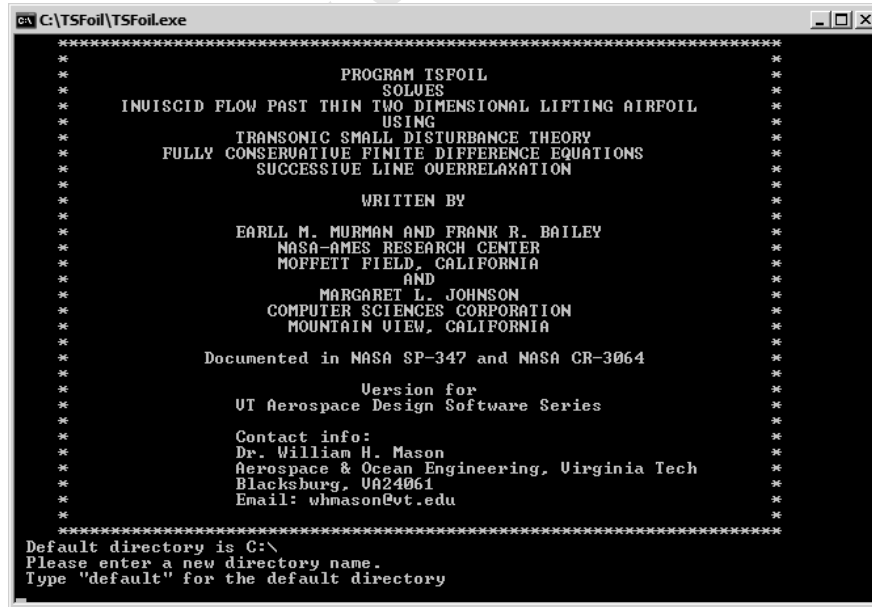 C:\TSFoil\TSFoil.exe
*********************************************************************
* *
* PROGRAM TSFOIL *
* SOLVES *
* INVISCID FLOW PAST THIN TWO DIMENSIONAL LIFTING AIRFOIL *
* USING *
* TRANSONIC SMALL DISTURBANCE THEORY *
* FULLY CONSERVATIVE FINITE DIFFERENCE EQUATIONS *
* SUCCESSIVE LINE OVERRELAXATION *
* *
* WRITTEN BY *
* *
* EARLL M. MURMAN AND FRANK R. BAILEY *
* NASA-AMES RESEARCH CENTER *
* MOFFETT FIELD, CALIFORNIA *
* AND *
* MARGARET L. JOHNSON *
* COMPUTER SCIENCES CORPORATION *
* MOUNTAIN VIEW, CALIFORNIA *
* *
* Documented in NASA SP-347 and NASA CR-3064 *
* *
* Version for *
* VT Aerospace Design Software Series *
* *
* Contact info: *
* Dr. William H. Mason *
* Aerospace & Ocean Engineering, Virginia Tech *
* Blacksburg, VA24061 *
* Email: whmason@vt.edu *
* *
*********************************************************************
Default directory is C:\
Please enter a new directory name.
Type "default" for the default directory